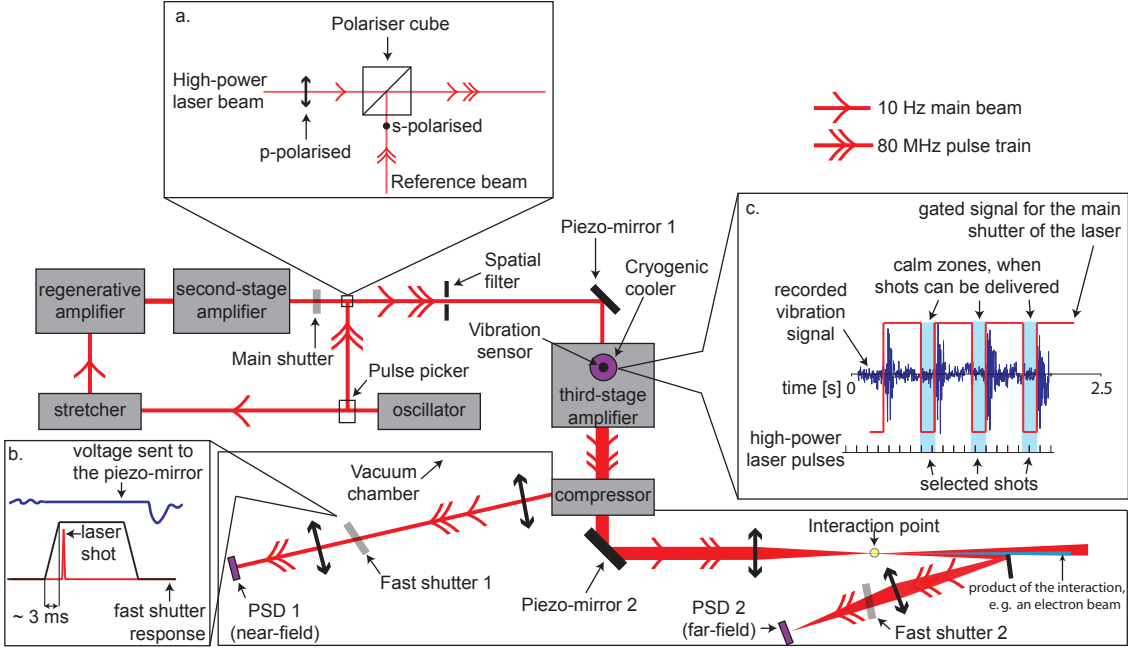 a.
Polariser cube
High-power
laser beam
s-polarised
p-polarised
Reference beam
10 Hz main beam
80 MHz pulse train
c.
gated signal for the main
shutter of the laser
calm zones, when
shots can be delivered
recorded
vibration
signal
time [s]
0
2.5
high-power
laser pulses
selected shots
Piezo-mirror 1
Spatial
filter
Cryogenic
cooler
regenerative
amplifier
second-stage
amplifier
Main shutter
Vibration
sensor
third-stage
amplifier
Pulse picker
stretcher
oscillator
b.
voltage sent to
the piezo-mirror
laser
shot
~ 3 ms
fast shutter
response
Vacuum
chamber
compressor
Fast shutter 1
PSD 1
(near-field)
Piezo-mirror 2
Interaction point
product of the interaction,
e. g. an electron beam
PSD 2
(far-field)
Fast shutter 2